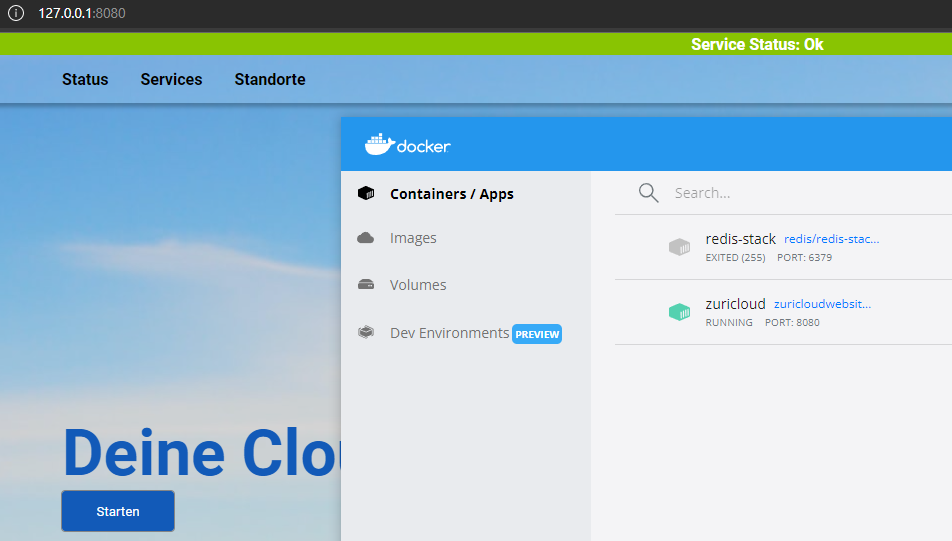 127.0.0.1:8080
Service Status: Ok
Status Services Standorte
docker
Containers / Apps
Images
Volumes
Dev Environments PREVIEW
Search...
redis-stack redis/redis-stac...
EXITED (255) PORT: 6379
zuricloud zuricloudwebsit...
RUNNING PORT: 8080
Deine Clou
Starten